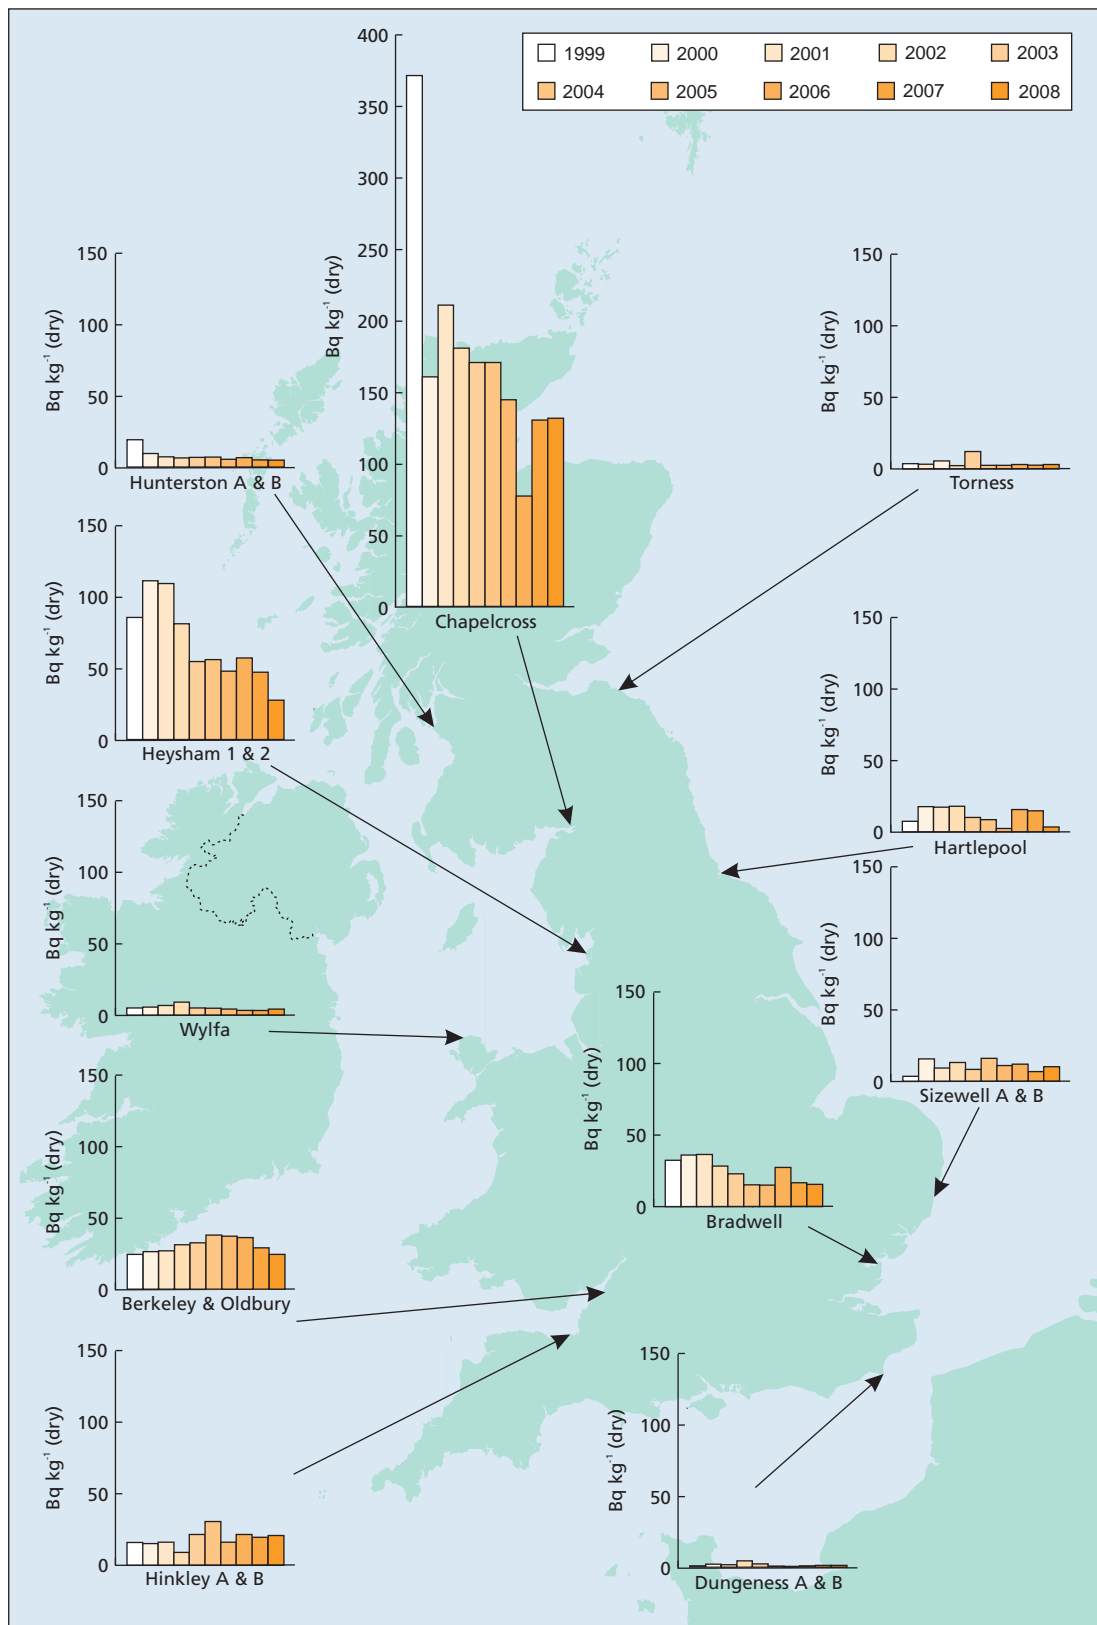 1999 2000 2001 2002 2003
2004 2005 2006 2007 2008
400
350
300
250
200
150
100
50
0
Bq kg⁻¹ (dry)
Chapelcross
150
100
50
0
Bq kg⁻¹ (dry)
Hunterston A & B
150
100
50
0
Bq kg⁻¹ (dry)
Torness
150
100
50
0
Bq kg⁻¹ (dry)
Heysham 1 & 2
150
100
50
0
Bq kg⁻¹ (dry)
Hartlepool
150
100
50
0
Bq kg⁻¹ (dry)
Wylfa
150
100
50
0
Bq kg⁻¹ (dry)
Sizewell A & B
150
100
50
0
Bq kg⁻¹ (dry)
Bradwell
150
100
50
0
Bq kg⁻¹ (dry)
Berkeley & Oldbury
150
100
50
0
Bq kg⁻¹ (dry)
Hinkley A & B
150
100
50
0
Bq kg⁻¹ (dry)
Dungeness A & B